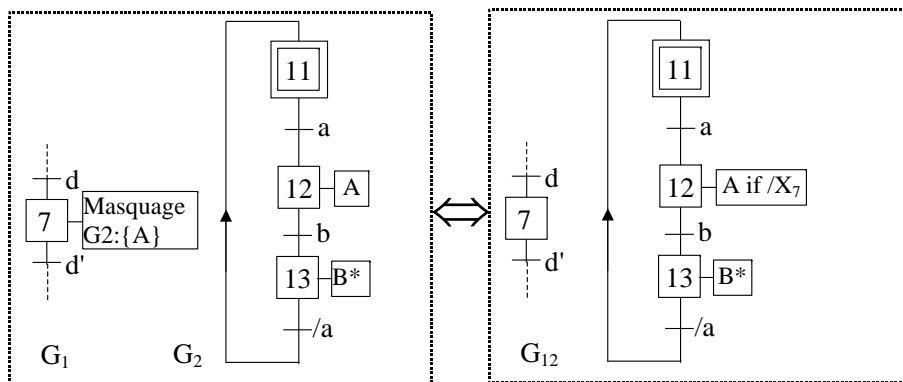 11
a
d
12
A
7
Masquage
G2:{A}
b
d'
13
B*
/a
G₁
G₂
11
a
d
12
A if /X₇
7
b
d'
13
B*
/a
G₁₂